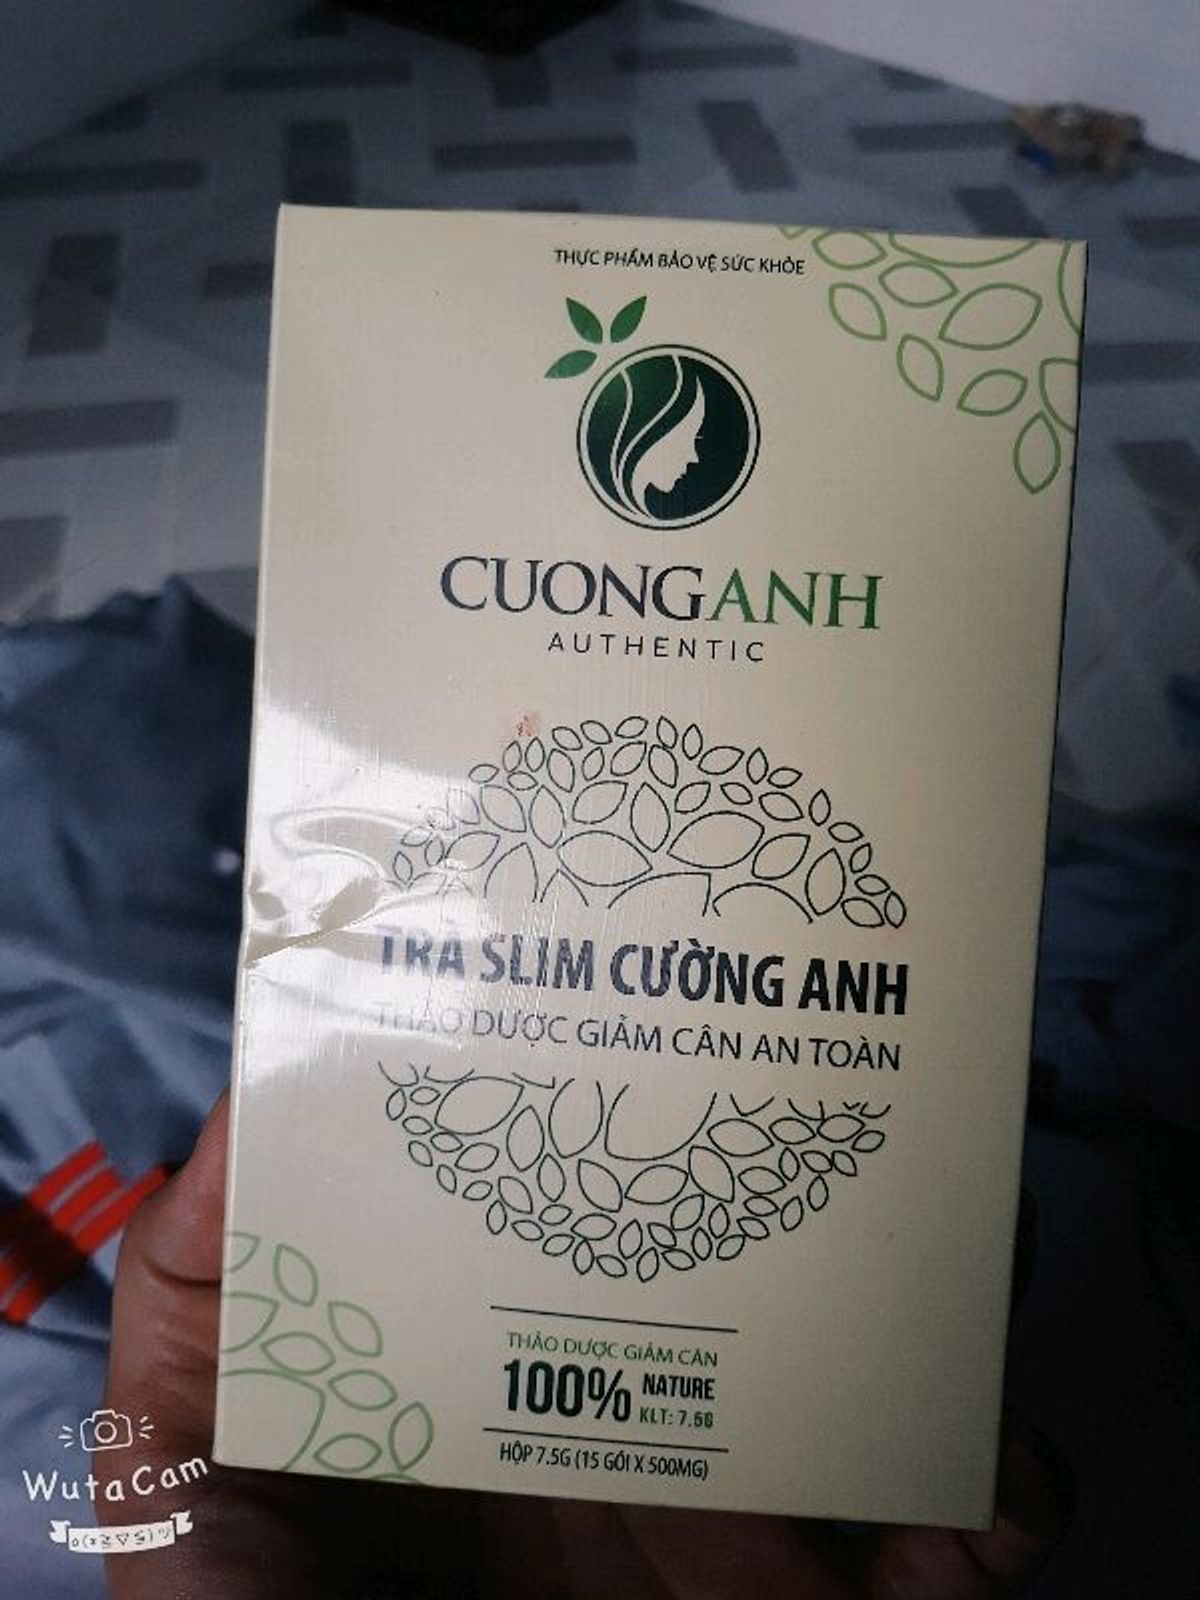 THỰC PHẨM BẢO VỆ SỨC KHỎE
CUONGANH
AUTHENTIC
TRÀ SLIM CƯỜNG ANH
THẢO DƯỢC GIẢM CÂN AN TOÀN
THẢO DƯỢC GIẢM CÂN
100% NATURE
KLT: 7.5G
HỘP 7.5G (15 GÓI X 500MG)
WutaCam